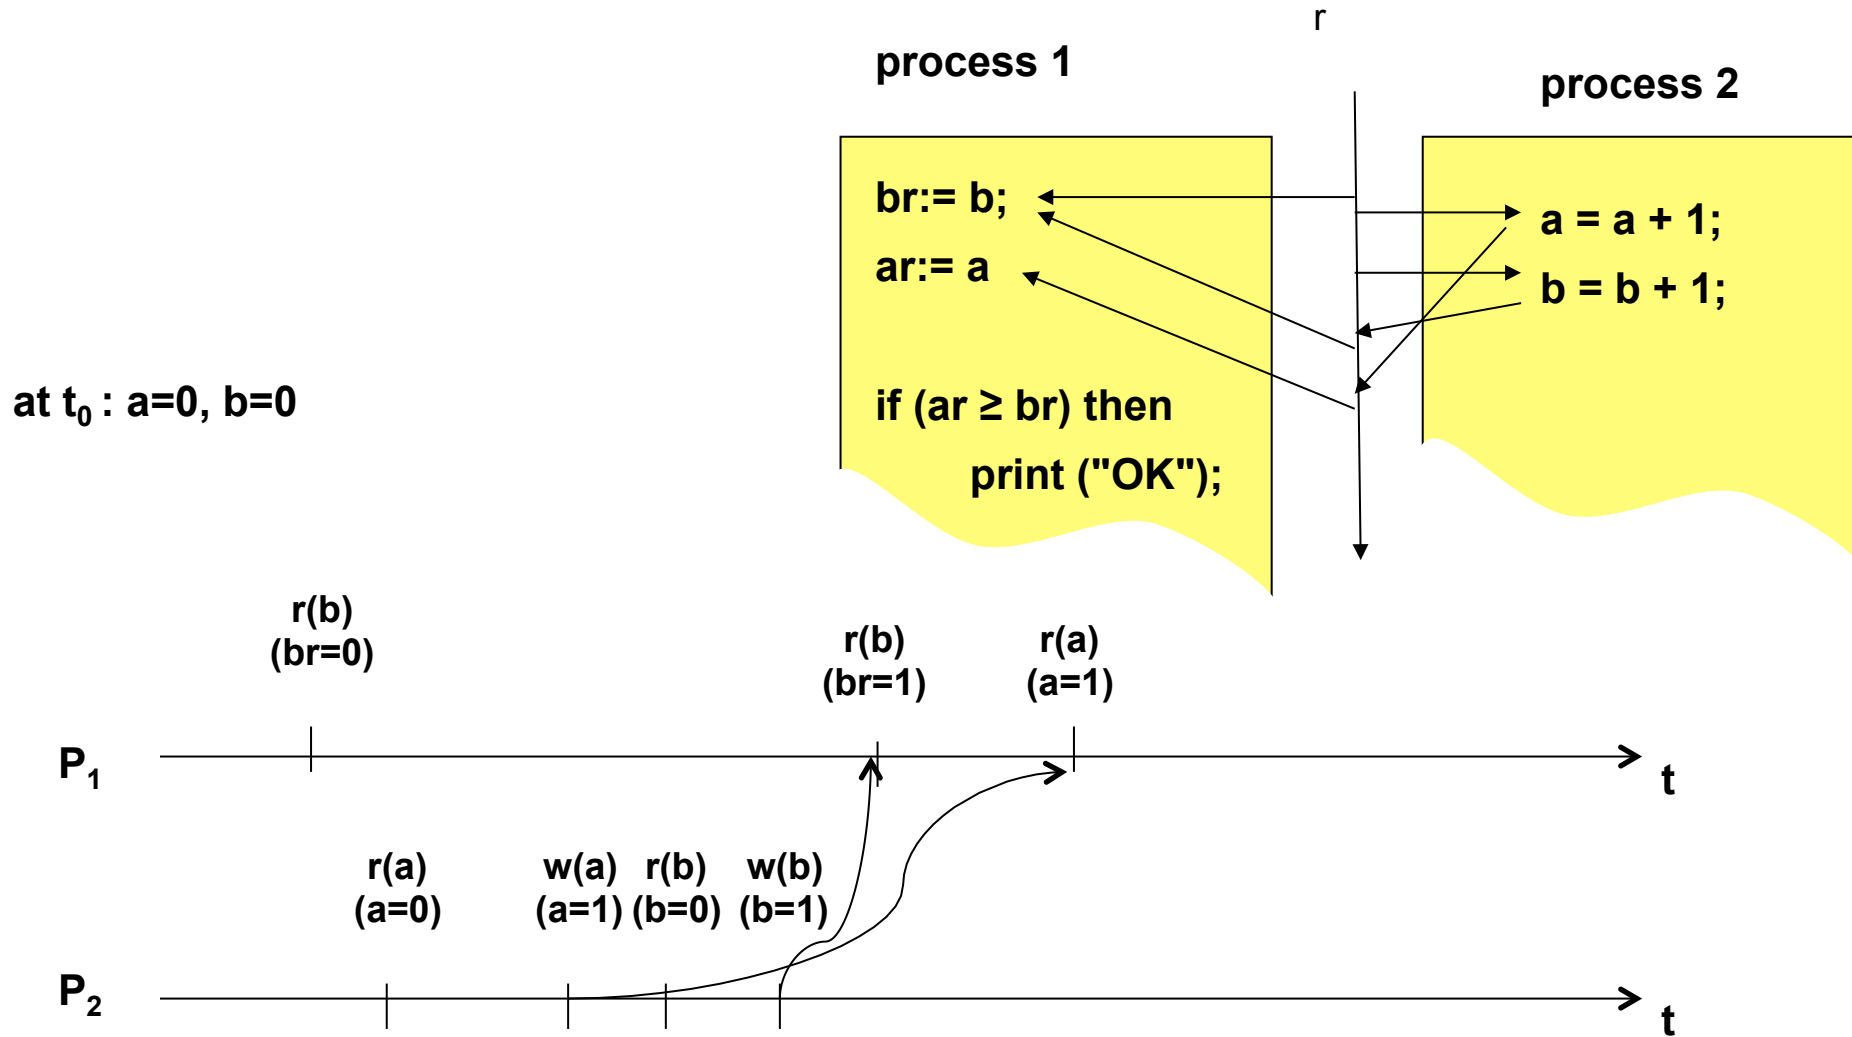 r
process 1
process 2
br:= b;
ar:= a
if (ar ≥ br) then
print ("OK");
a = a + 1;
b = b + 1;
at t0 : a=0, b=0
r(b)
(br=0)
r(b)
(br=1)
r(a)
(a=1)
P1
t
r(a)
(a=0)
w(a)
(a=1)
r(b)
(b=0)
w(b)
(b=1)
P2
t